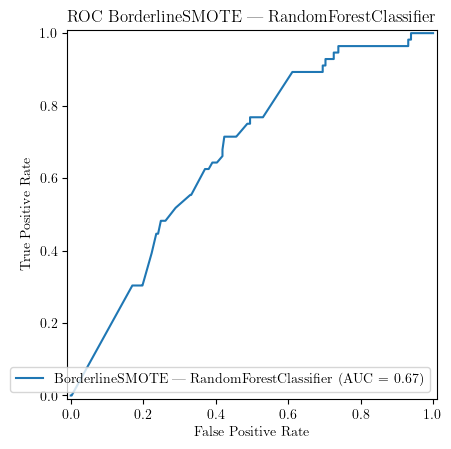 ROC BorderlineSMOTE — RandomForestClassifier
1.0
0.8
0.6
0.4
0.2
0.0
True Positive Rate
BorderlineSMOTE — RandomForestClassifier (AUC = 0.67)
0.0 0.2 0.4 0.6 0.8 1.0
False Positive Rate